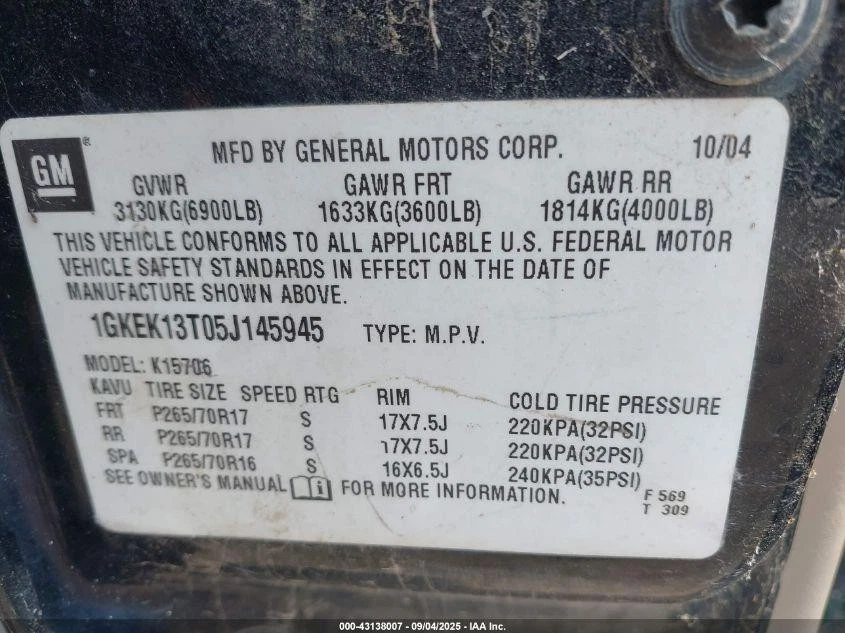 GM ® MFD BY GENERAL MOTORS CORP. 10/04
GVWR GAWR FRT GAWR RR
3130KG(6900LB) 1633KG(3600LB) 1814KG(4000LB)
THIS VEHICLE CONFORMS TO ALL APPLICABLE U.S. FEDERAL MOTOR
VEHICLE SAFETY STANDARDS IN EFFECT ON THE DATE OF
MANUFACTURE SHOWN ABOVE.
1GKEK13T05J145945 TYPE: M.P.V.
MODEL: K15706
KAVU TIRE SIZE SPEED RTG RIM COLD TIRE PRESSURE
FRT P265/70R17 S 17X7.5J 220KPA(32PSI)
RR P265/70R17 S 17X7.5J 220KPA(32PSI)
SPA P265/70R16 S 16X6.5J 240KPA(35PSI)
SEE OWNER'S MANUAL FOR MORE INFORMATION.
F 569
T 309
000-43138007 - 09/04/2025 - IAA Inc.